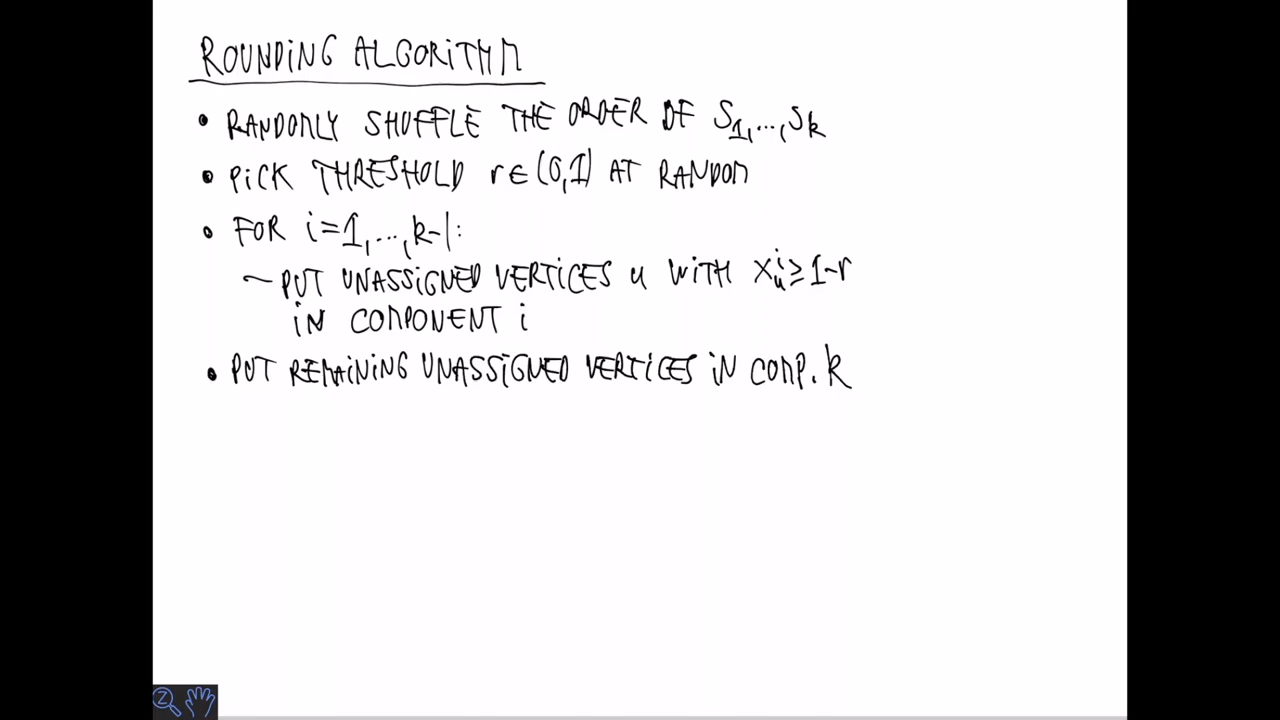 ROUNDING ALGORITHM
• RANDOMLY SHUFFLE THE ORDER OF S₁,...,Sₖ
• PICK THRESHOLD r∈(0,1) AT RANDOM
• FOR i=1,...,k-1:
~ PUT UNASSIGNED VERTICES u WITH xᵤⁱ≥1-r
IN COMPONENT i
• PUT REMAINING UNASSIGNED VERTICES IN COMP. k